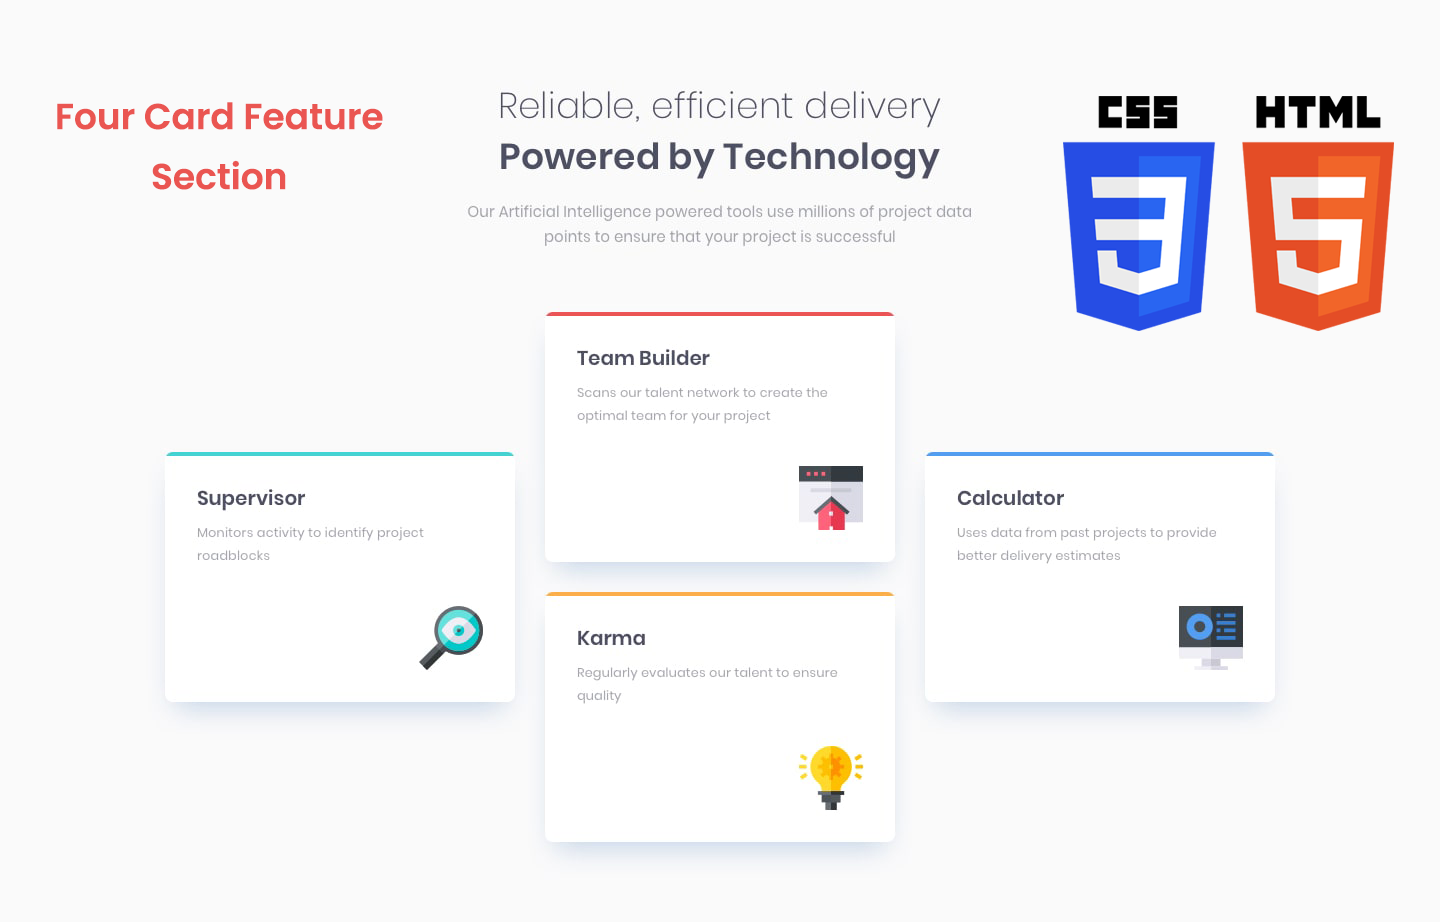 Four Card Feature
Section
Reliable, efficient delivery
Powered by Technology
Our Artificial Intelligence powered tools use millions of project data
points to ensure that your project is successful
CSS
3
HTML
5
Team Builder
Scans our talent network to create the
optimal team for your project
Supervisor
Monitors activity to identify project
roadblocks
Calculator
Uses data from past projects to provide
better delivery estimates
Karma
Regularly evaluates our talent to ensure
quality